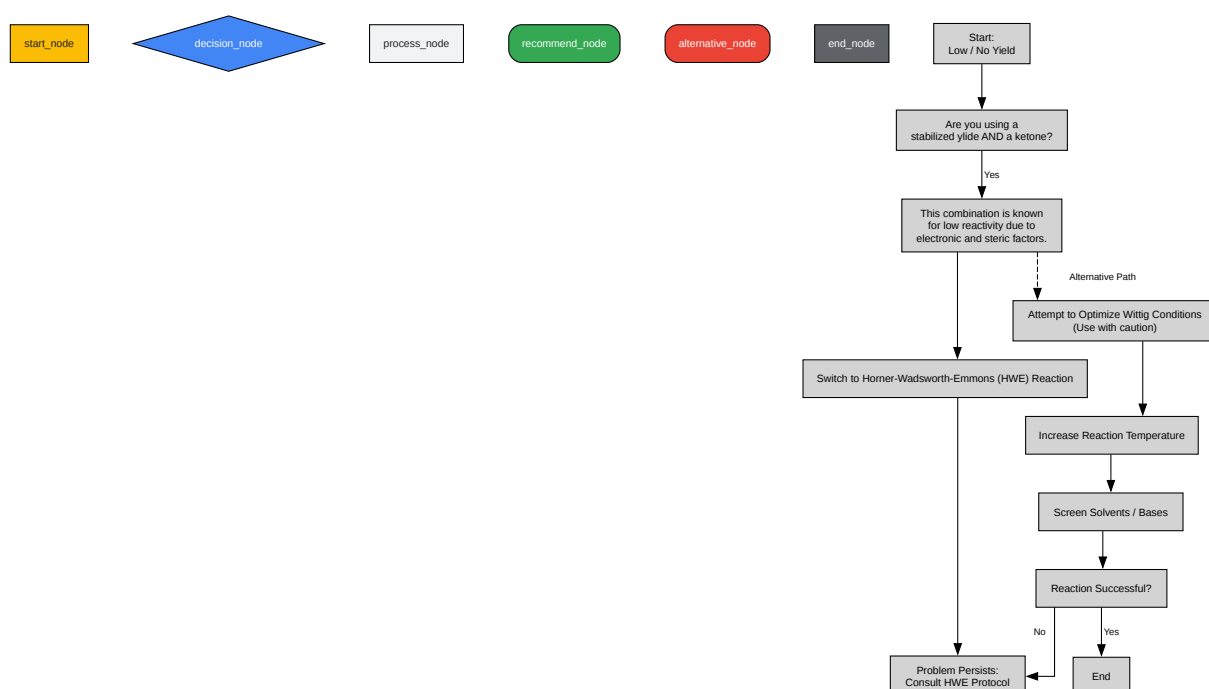 start_node
decision_node
process_node
recommend_node
alternative_node
end_node
Start:
Low / No Yield
Are you using a
stabilized ylide AND a ketone?
Yes
This combination is known
for low reactivity due to
electronic and steric factors.
Alternative Path
Attempt to Optimize Wittig Conditions
(Use with caution)
Switch to Horner-Wadsworth-Emmons (HWE) Reaction
Increase Reaction Temperature
Screen Solvents / Bases
Reaction Successful?
No
Yes
Problem Persists:
Consult HWE Protocol
End